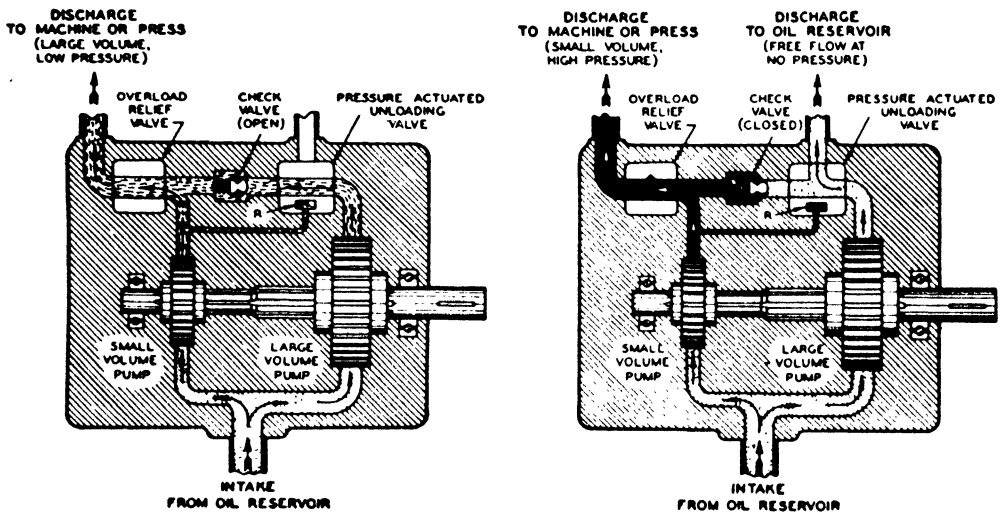 DISCHARGE
TO MACHINE OR PRESS
(LARGE VOLUME,
LOW PRESSURE)
OVERLOAD
RELIEF
VALVE
CHECK
VALVE
(OPEN)
PRESSURE ACTUATED
UNLOADING
VALVE
R
SMALL
VOLUME
PUMP
LARGE
VOLUME
PUMP
INTAKE
FROM OIL RESERVOIR
DISCHARGE
TO MACHINE OR PRESS
(SMALL VOLUME,
HIGH PRESSURE)
DISCHARGE
TO OIL RESERVOIR
(FREE FLOW AT
NO PRESSURE)
OVERLOAD
RELIEF
VALVE
CHECK
VALVE
(CLOSED)
PRESSURE ACTUATED
UNLOADING
VALVE
R
SMALL
VOLUME
PUMP
LARGE
VOLUME
PUMP
INTAKE
FROM OIL RESERVOIR